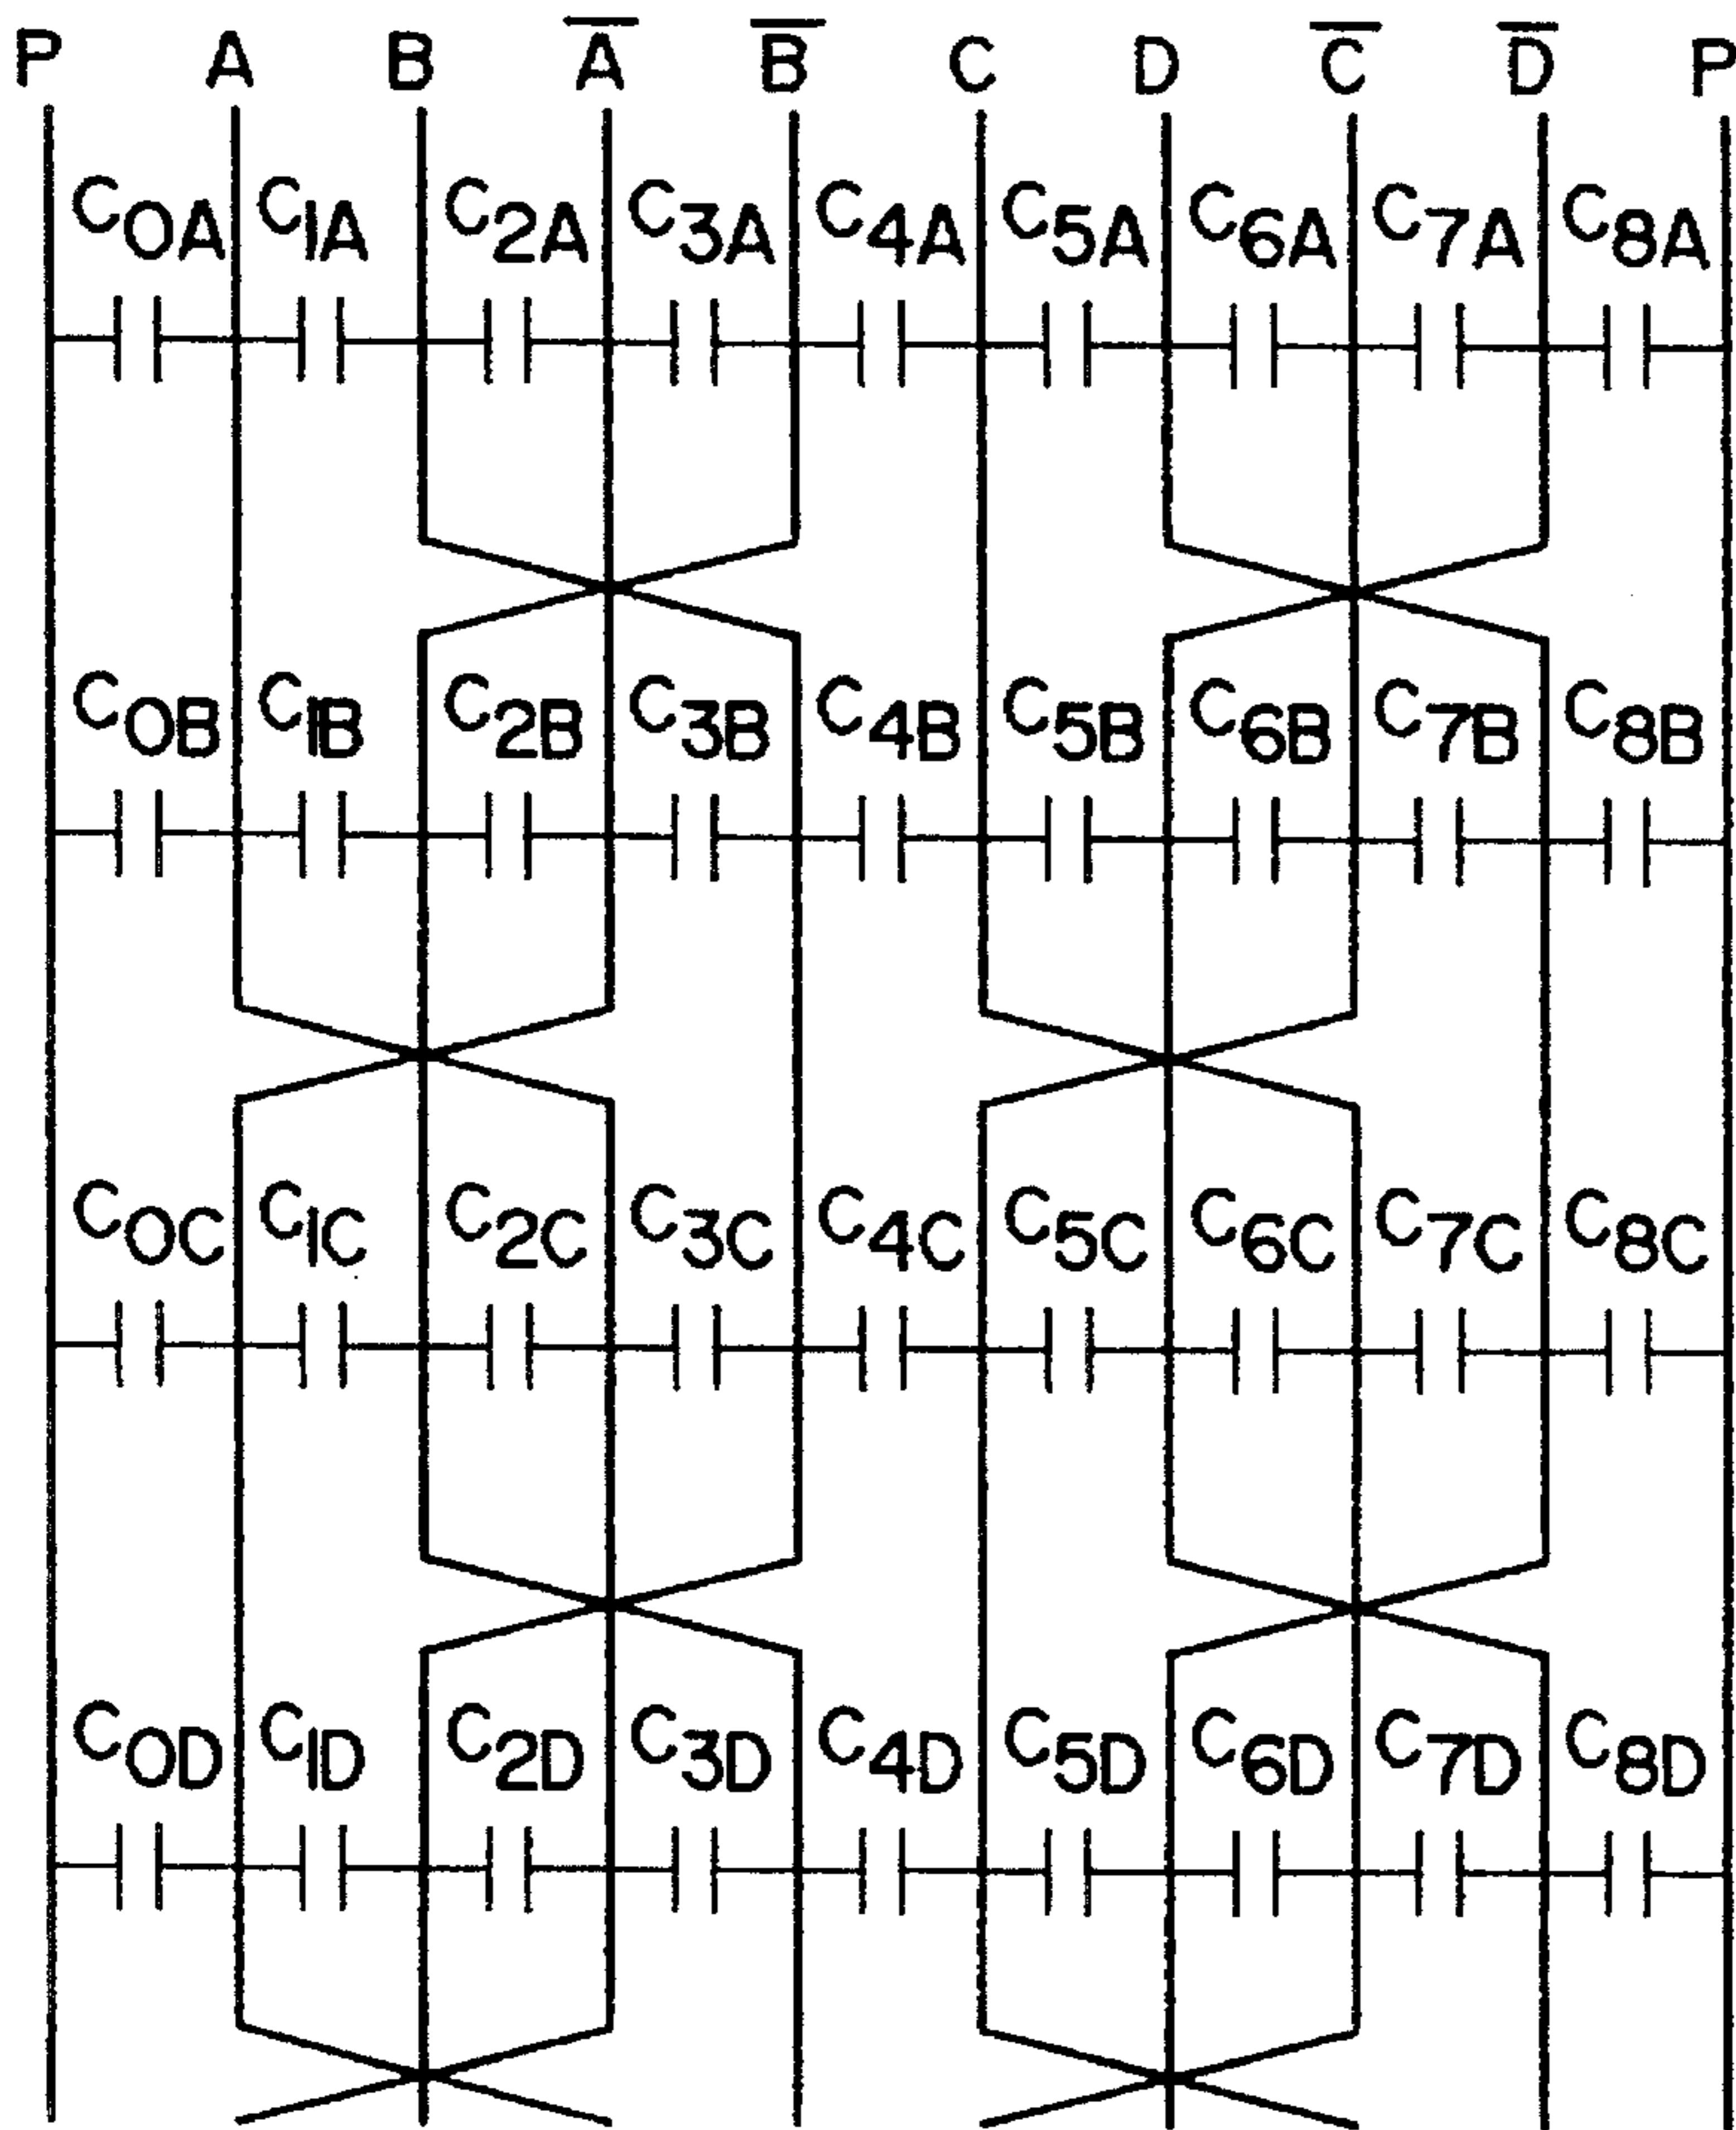 P A B A̅ B̅ C D C̅ D̅ P
C0A C1A C2A C3A C4A C5A C6A C7A C8A
C0B C1B C2B C3B C4B C5B C6B C7B C8B
C0C C1C C2C C3C C4C C5C C6C C7C C8C
C0D C1D C2D C3D C4D C5D C6D C7D C8D